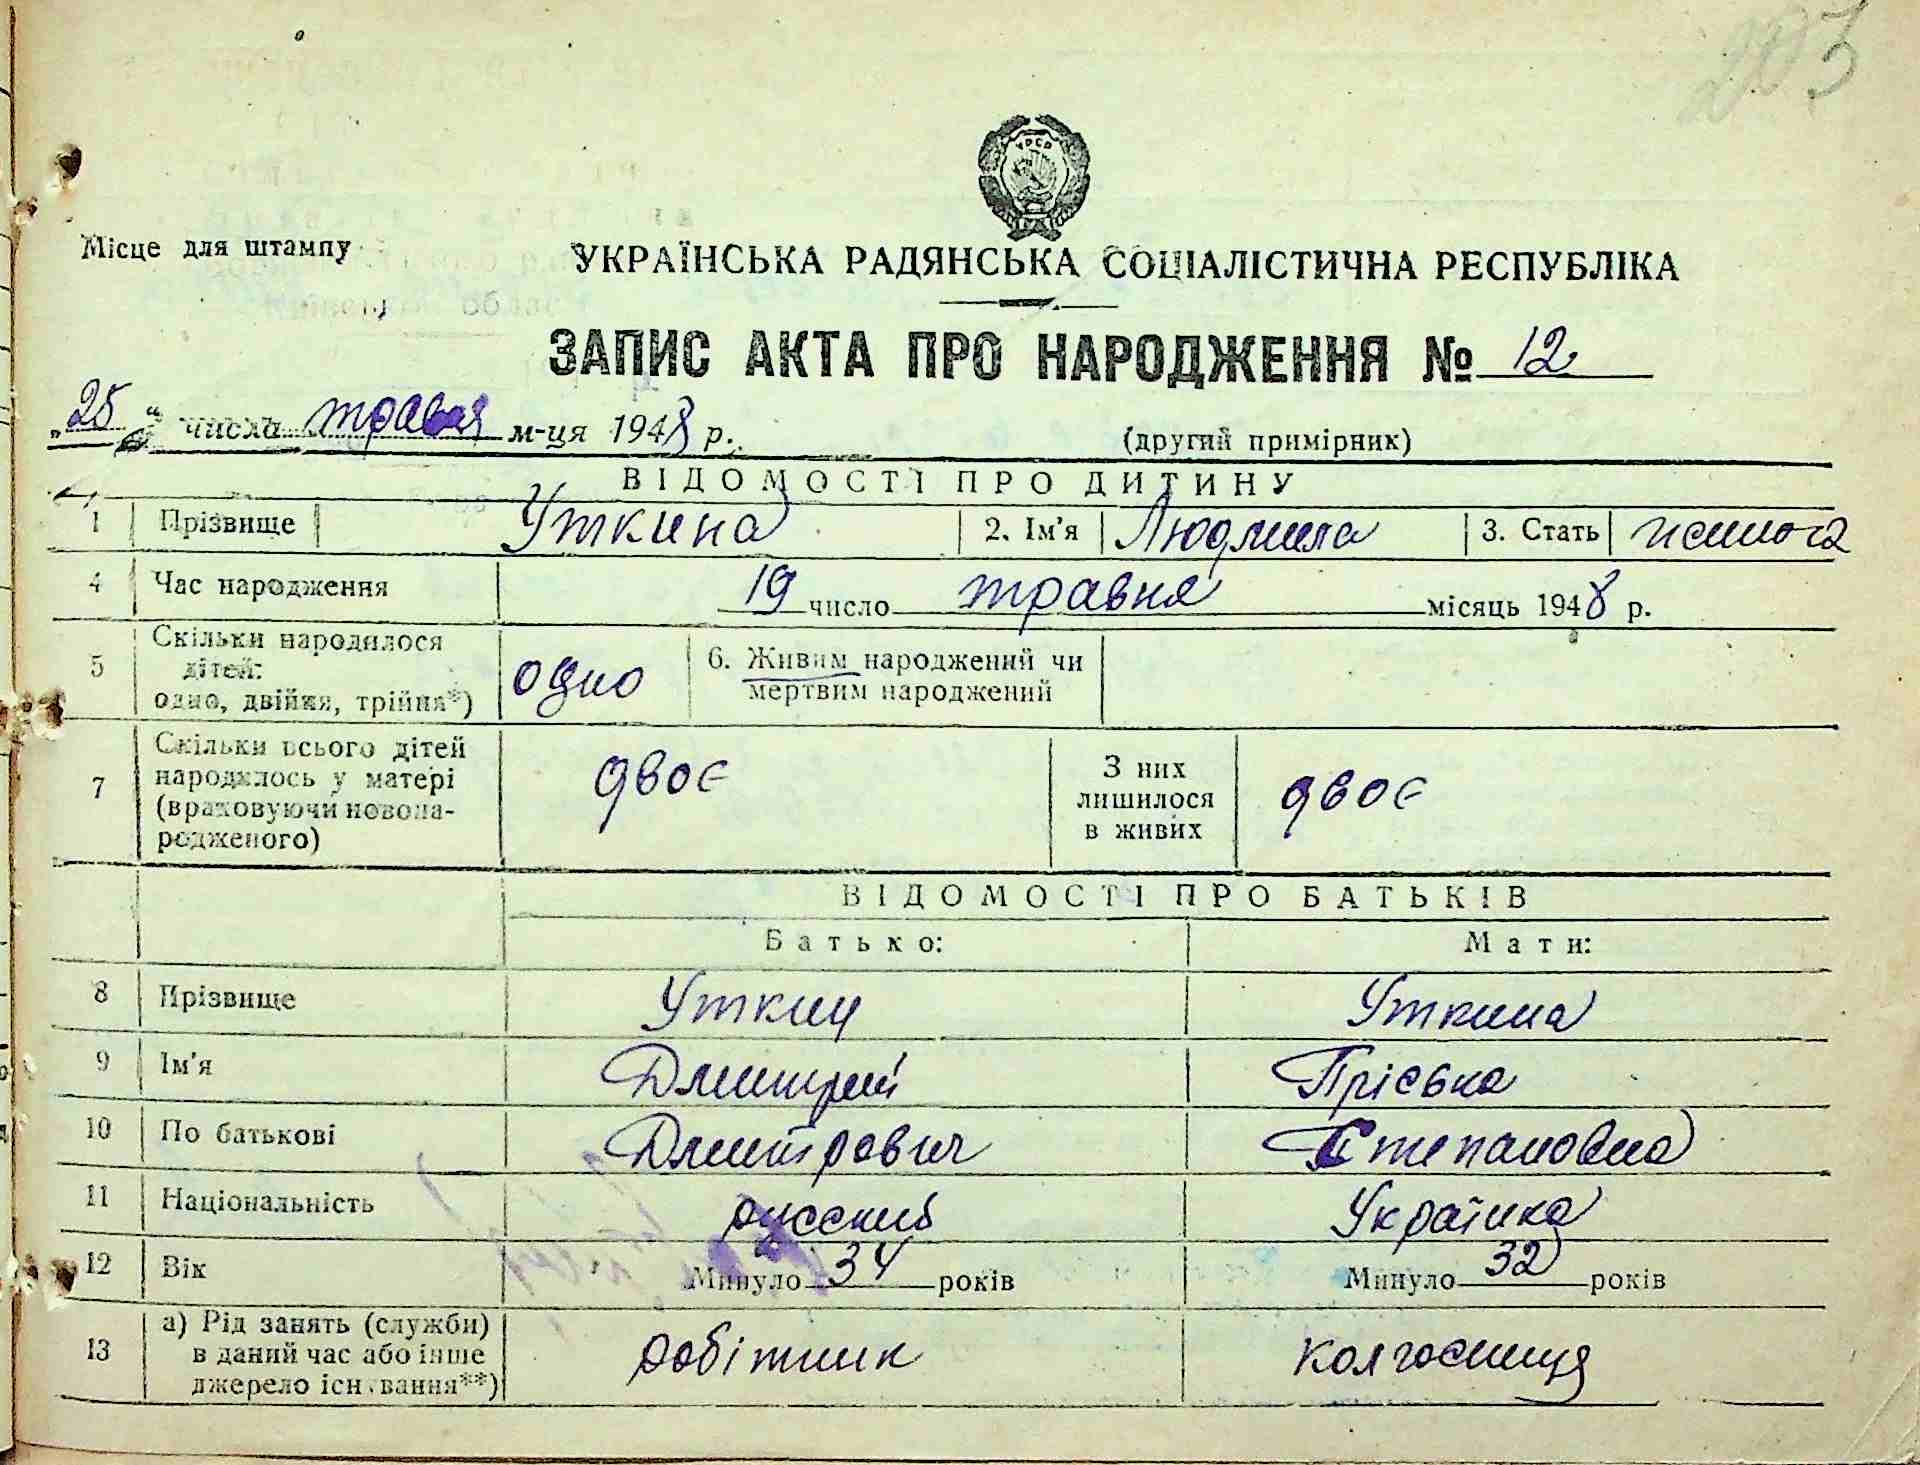 203
УРСР
Місце для штампу
УКРАЇНСЬКА РАДЯНСЬКА СОЦІАЛІСТИЧНА РЕСПУБЛІКА
ЗАПИС АКТА ПРО НАРОДЖЕННЯ № 12
„25" числа травня м-ця 1948 р.
(другий примірник)
ВІДОМОСТІ ПРО ДИТИНУ
1 Прізвище Уткина 2. Ім'я Людмила 3. Стать жиноча
4 Час народження 19 число травня місяць 1948 р.
5 Скільки народилося дітей: одно, двійня, трійня*) одно 6. Живим народжений чи мертвим народжений
7 Скільки всього дітей народилось у матері (враховуючи новонародженого) двоє З них лишилося в живих двоє
ВІДОМОСТІ ПРО БАТЬКІВ
Батько: Мати:
8 Прізвище Уткин Уткина
9 Ім'я Дмитрий Пріська
10 По батькові Дмитрович Степановна
11 Національність русский Українка
12 Вік Минуло 34 років Минуло 32 років
13 а) Рід занять (служби) в даний час або інше джерело існування**) робітник колгоспниця